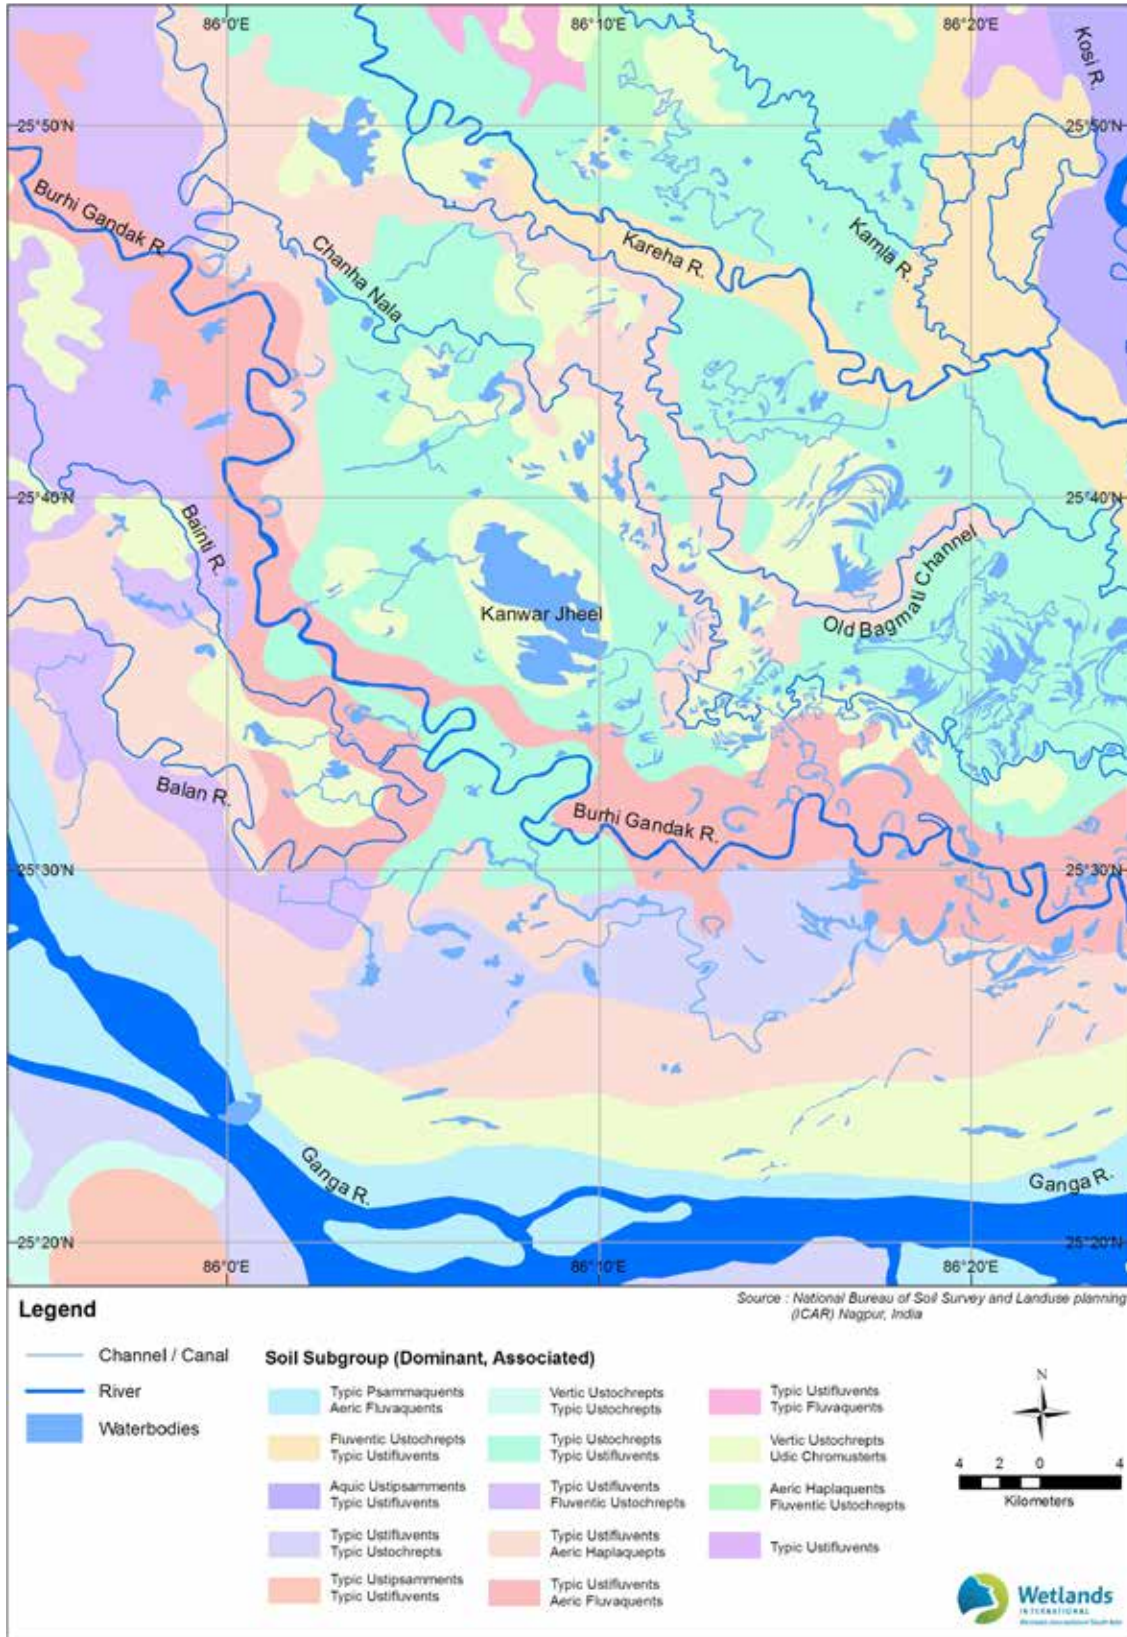 86°0'E
86°10'E
86°20'E
Kosi R.
25°50'N
25°50'N
Burhi Gandak R.
Chanha Nala
Kareha R.
Kamla R.
25°40'N
25°40'N
Bainti R.
Kanwar Jheel
Old Bagmati Channel
Balan R.
Burhi Gandak R.
25°30'N
25°30'N
Ganga R.
Ganga R.
25°20'N
25°20'N
86°0'E
86°10'E
86°20'E
Source : National Bureau of Soil Survey and Landuse planning
(ICAR) Nagpur, India
Legend
Channel / Canal
River
Waterbodies
Soil Subgroup (Dominant, Associated)
Typic Psammaquents
Aeric Fluvaquents
Fluventic Ustochrepts
Typic Ustifluvents
Aquic Ustipsamments
Typic Ustifluvents
Typic Ustifluvents
Typic Ustochrepts
Typic Ustipsamments
Typic Ustifluvents
Vertic Ustochrepts
Typic Ustochrepts
Typic Ustochrepts
Typic Ustifluvents
Typic Ustifluvents
Fluventic Ustochrepts
Typic Ustifluvents
Aeric Haplaquepts
Typic Ustifluvents
Aeric Fluvaquents
Typic Ustifluvents
Typic Fluvaquents
Vertic Ustochrepts
Udic Chromusterts
Aeric Haplaquents
Fluventic Ustochrepts
Typic Ustifluvents
N
4 2 0 4
Kilometers
Wetlands
INTERNATIONAL
Wetlands International South Asia